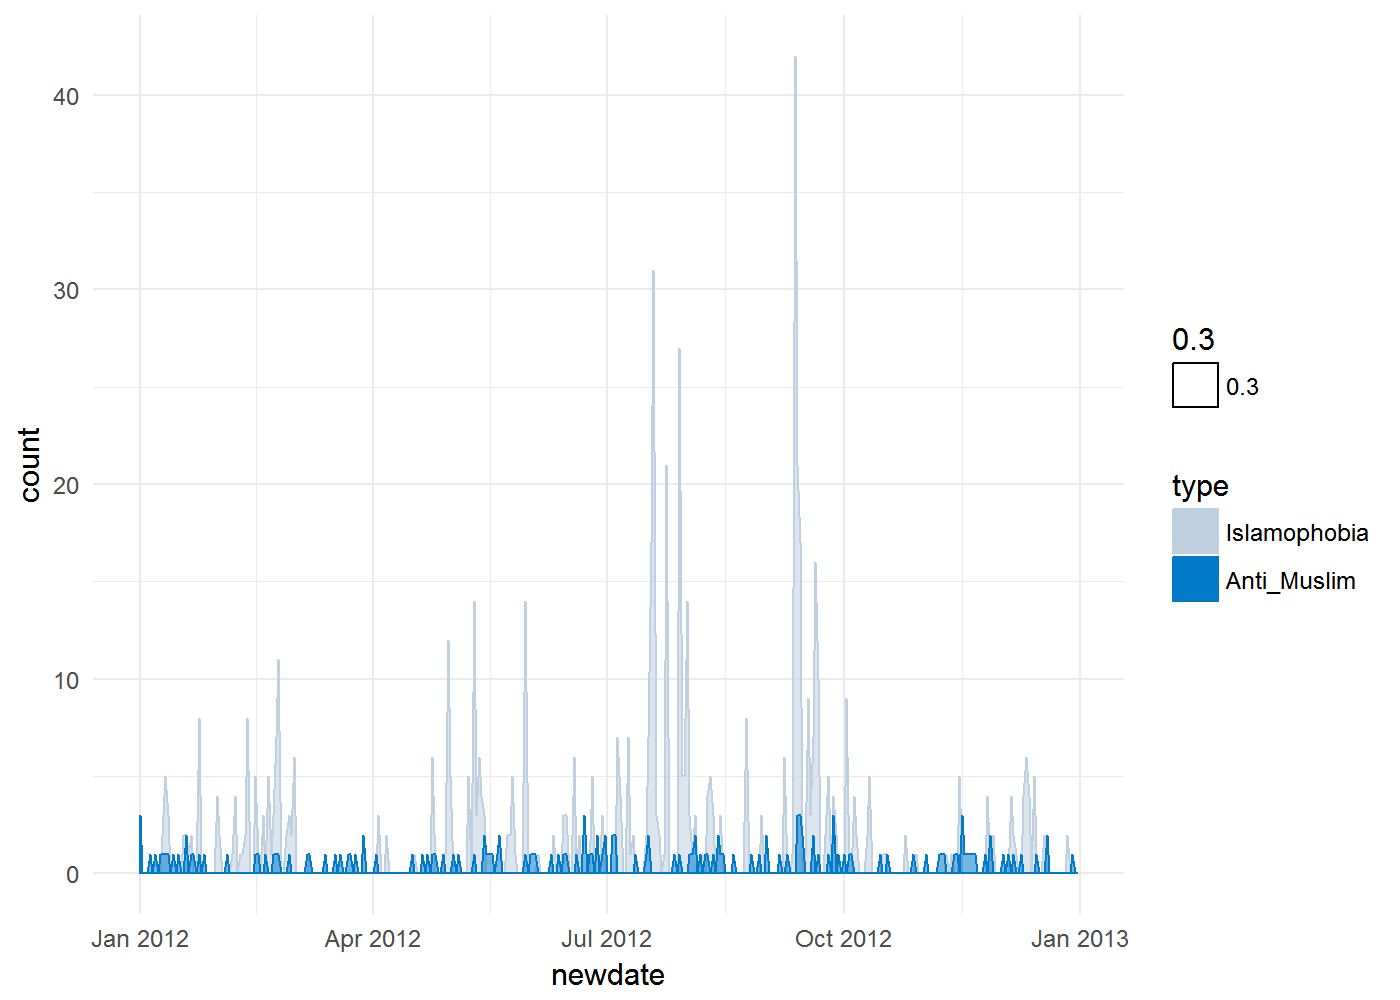 40
30
20
10
0
count
Jan 2012
Apr 2012
Jul 2012
Oct 2012
Jan 2013
newdate
0.3
0.3
type
Islamophobia
Anti_Muslim